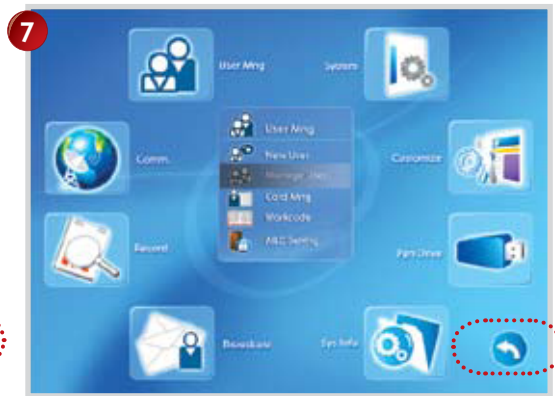 7
User Mng
System
User Mng
New User
Manage User
Card Mng
Workcode
Comm.
Customize
Record
Pen Drive
Sys Info